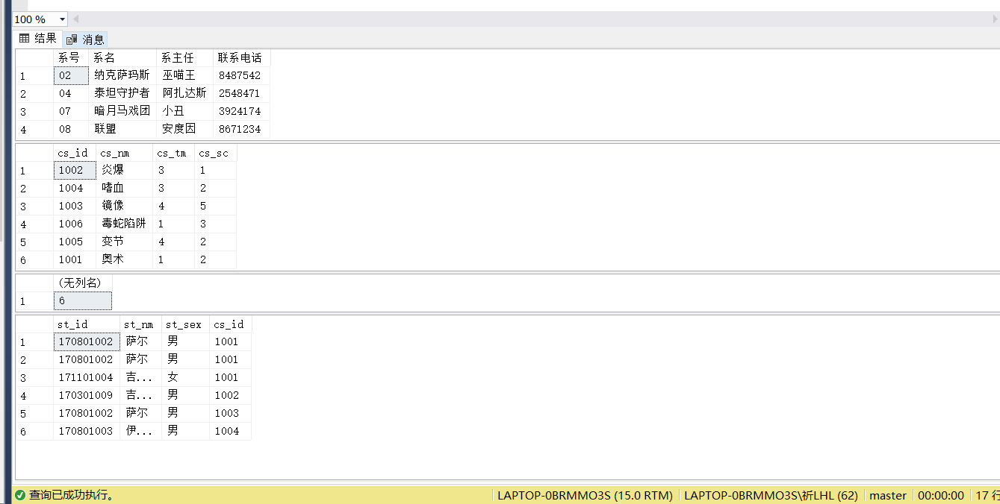 100 %
结果 消息
系号 系名 系主任 联系电话
1 02 纳克萨玛斯 巫喵王 8487542
2 04 泰坦守护者 阿扎达斯 2548471
3 07 暗月马戏团 小丑 3924174
4 08 联盟 安度因 8671234
cs_id cs_nm cs_tm cs_sc
1 1002 炎爆 3 1
2 1004 嗜血 3 2
3 1003 镜像 4 5
4 1006 毒蛇陷阱 1 3
5 1005 变节 4 2
6 1001 奥术 1 2
(无列名)
1 6
st_id st_nm st_sex cs_id
1 170801002 萨尔 男 1001
2 170801002 萨尔 男 1001
3 171101004 吉... 女 1001
4 170301009 吉... 男 1002
5 170801002 萨尔 男 1003
6 170801003 伊... 男 1004
查询已成功执行。 LAPTOP-0BRMMO3S (15.0 RTM) LAPTOP-0BRMMO3S\祈LHL (62) master 00:00:00 17 行